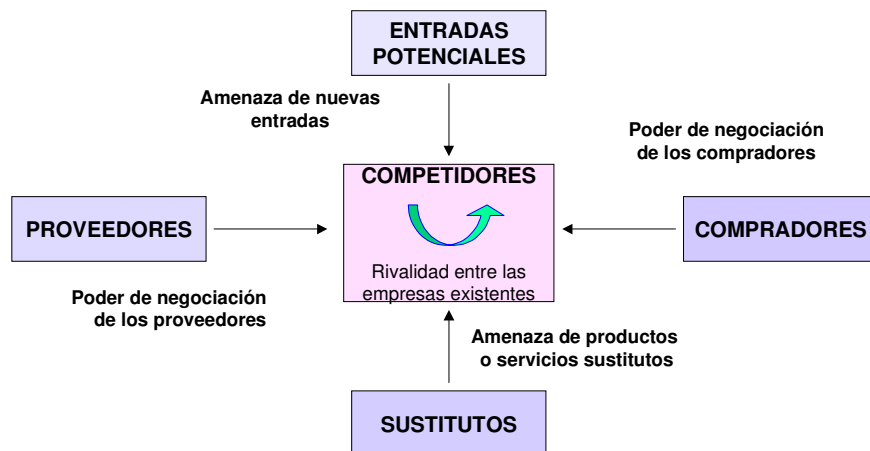 ENTRADAS
POTENCIALES
Amenaza de nuevas
entradas
Poder de negociación
de los compradores
COMPETIDORES
PROVEEDORES
COMPRADORES
Rivalidad entre las
empresas existentes
Poder de negociación
de los proveedores
Amenaza de productos
o servicios sustitutos
SUSTITUTOS